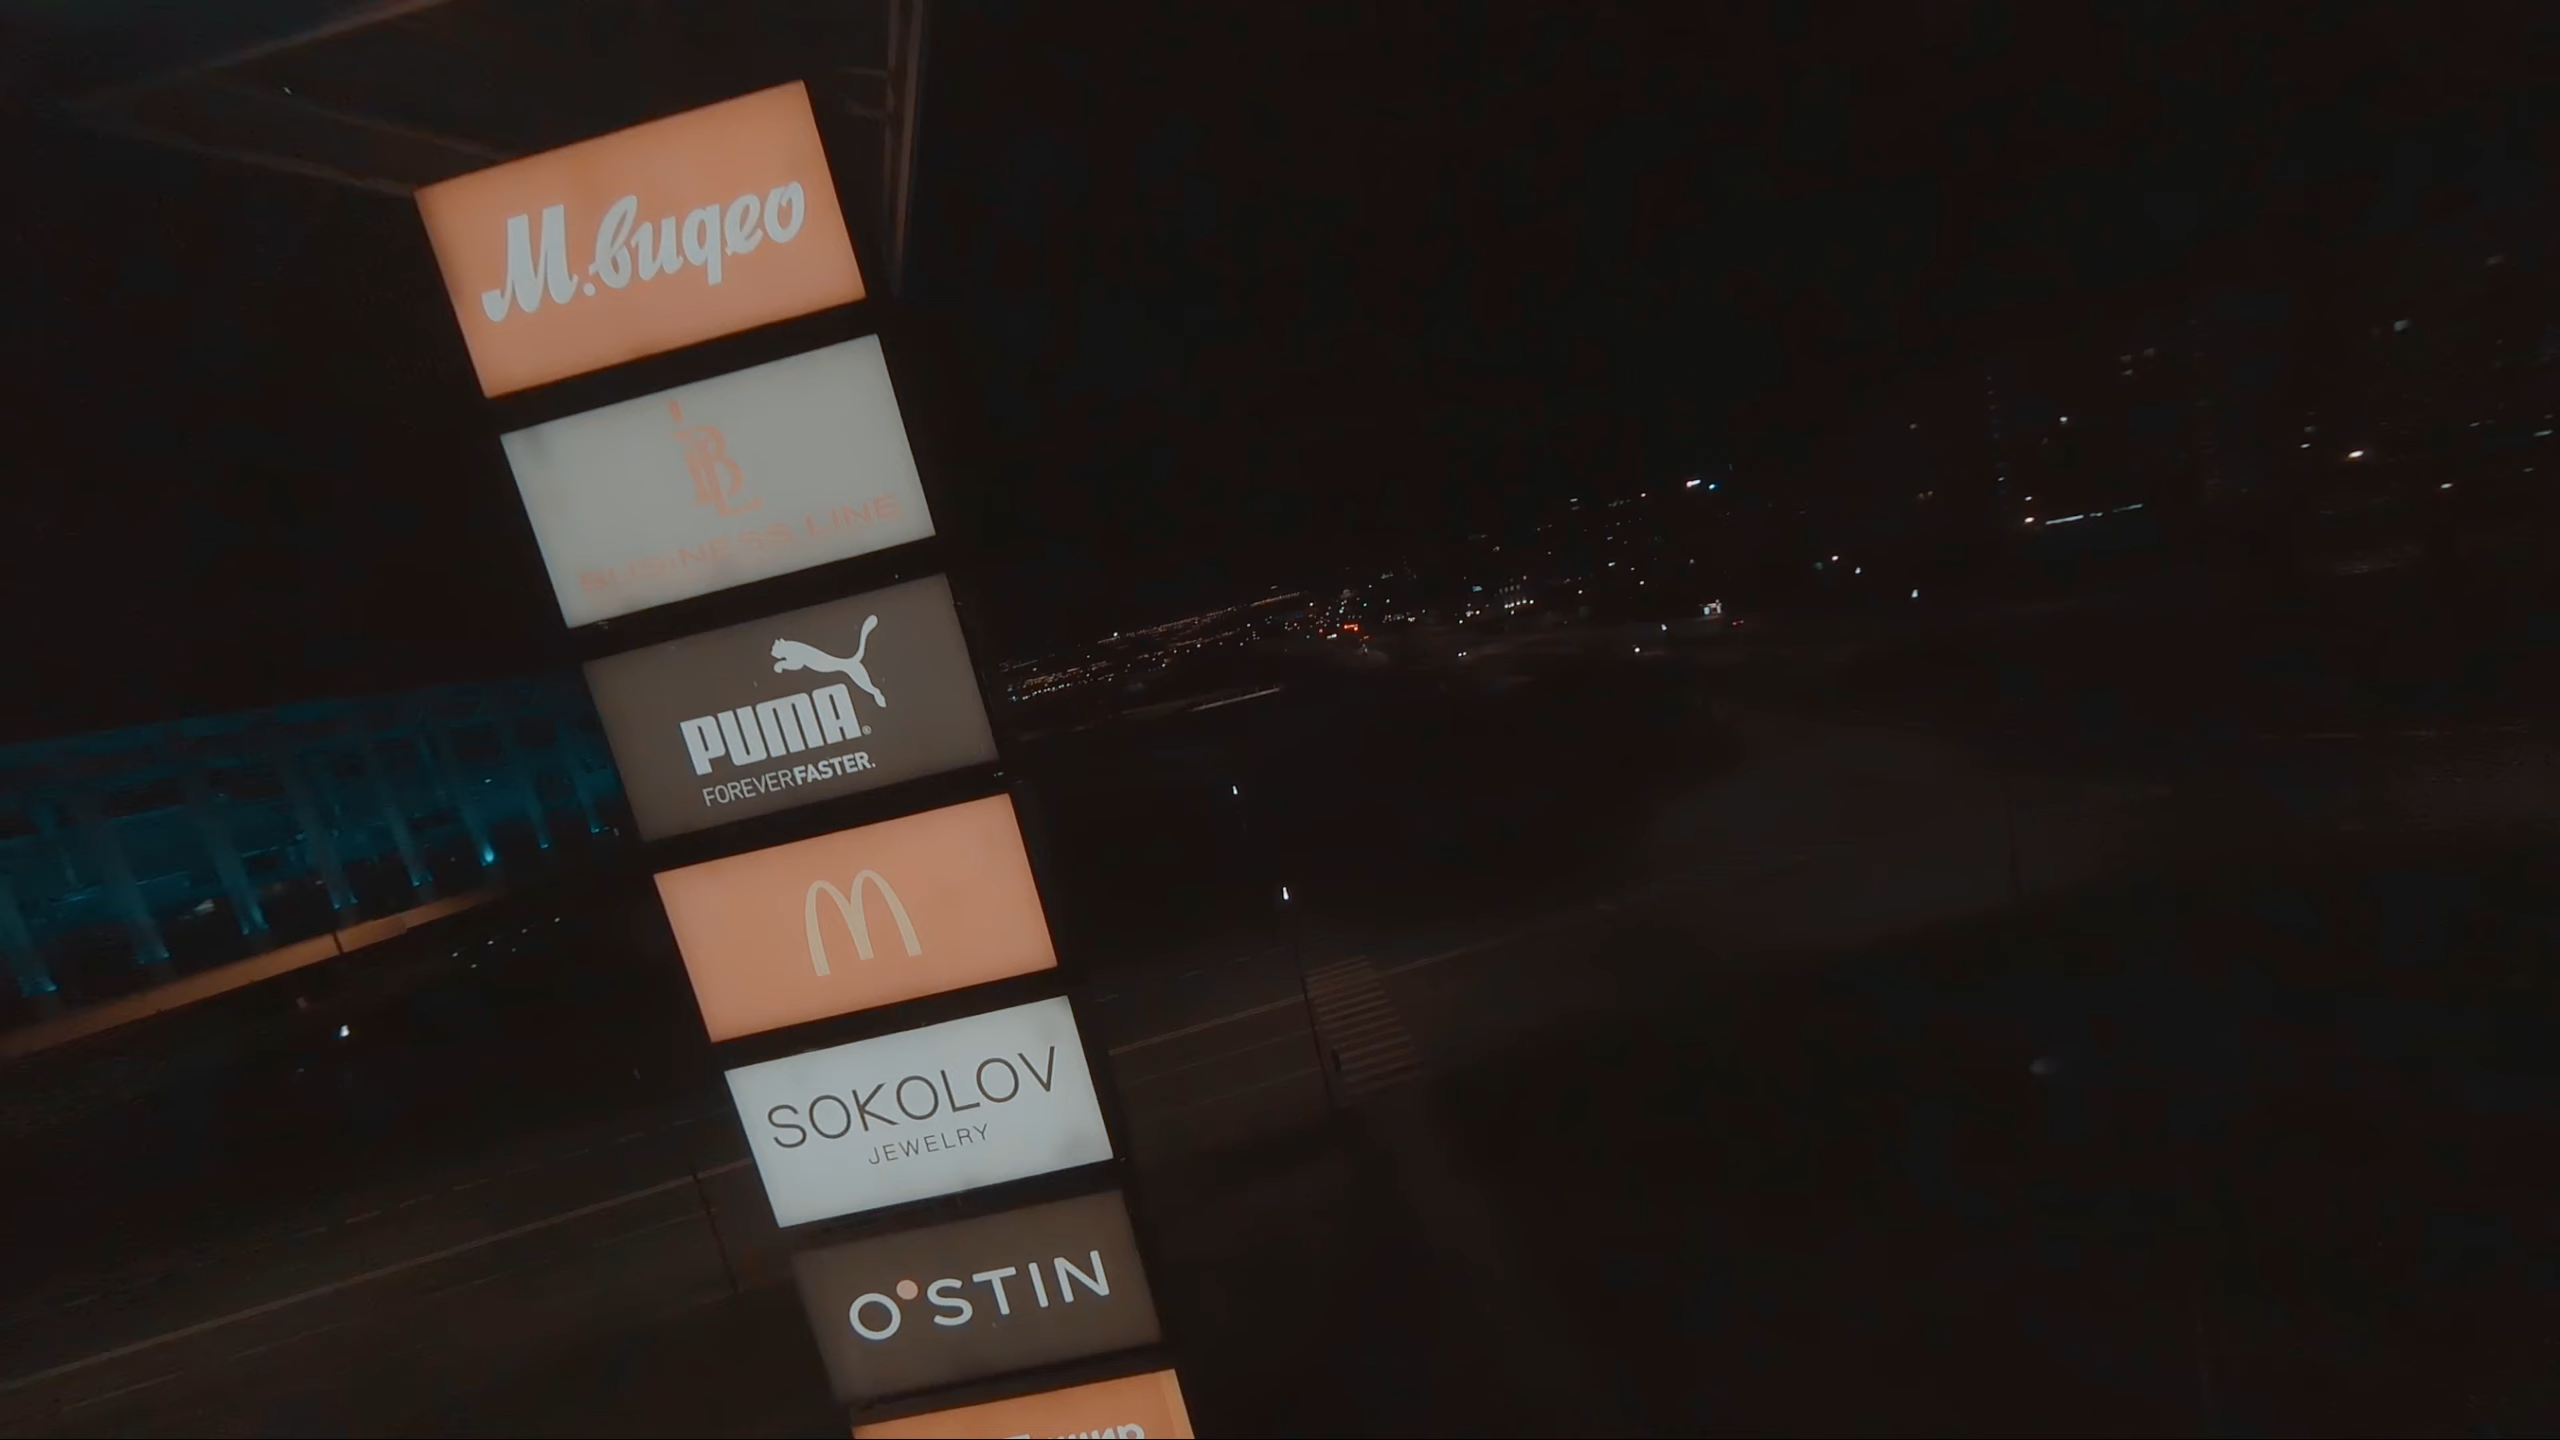 М.видео
BL
BUSINESS LINE
PUMA®
FOREVER FASTER.
M
SOKOLOV
JEWELRY
O'STIN